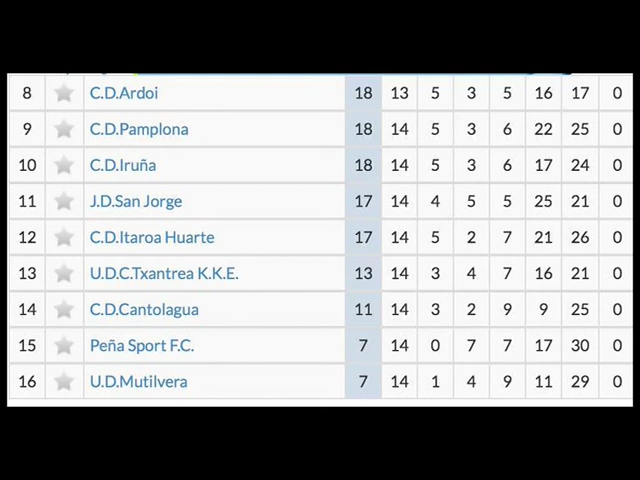 8 C.D.Ardoi 18 13 5 3 5 16 17 0
9 C.D.Pamplona 18 14 5 3 6 22 25 0
10 C.D.Iruña 18 14 5 3 6 17 24 0
11 J.D.San Jorge 17 14 4 5 5 25 21 0
12 C.D.Itaroa Huarte 17 14 5 2 7 21 26 0
13 U.D.C.Txantrea K.K.E. 13 14 3 4 7 16 21 0
14 C.D.Cantolagua 11 14 3 2 9 9 25 0
15 Peña Sport F.C. 7 14 0 7 7 17 30 0
16 U.D.Mutilvera 7 14 1 4 9 11 29 0